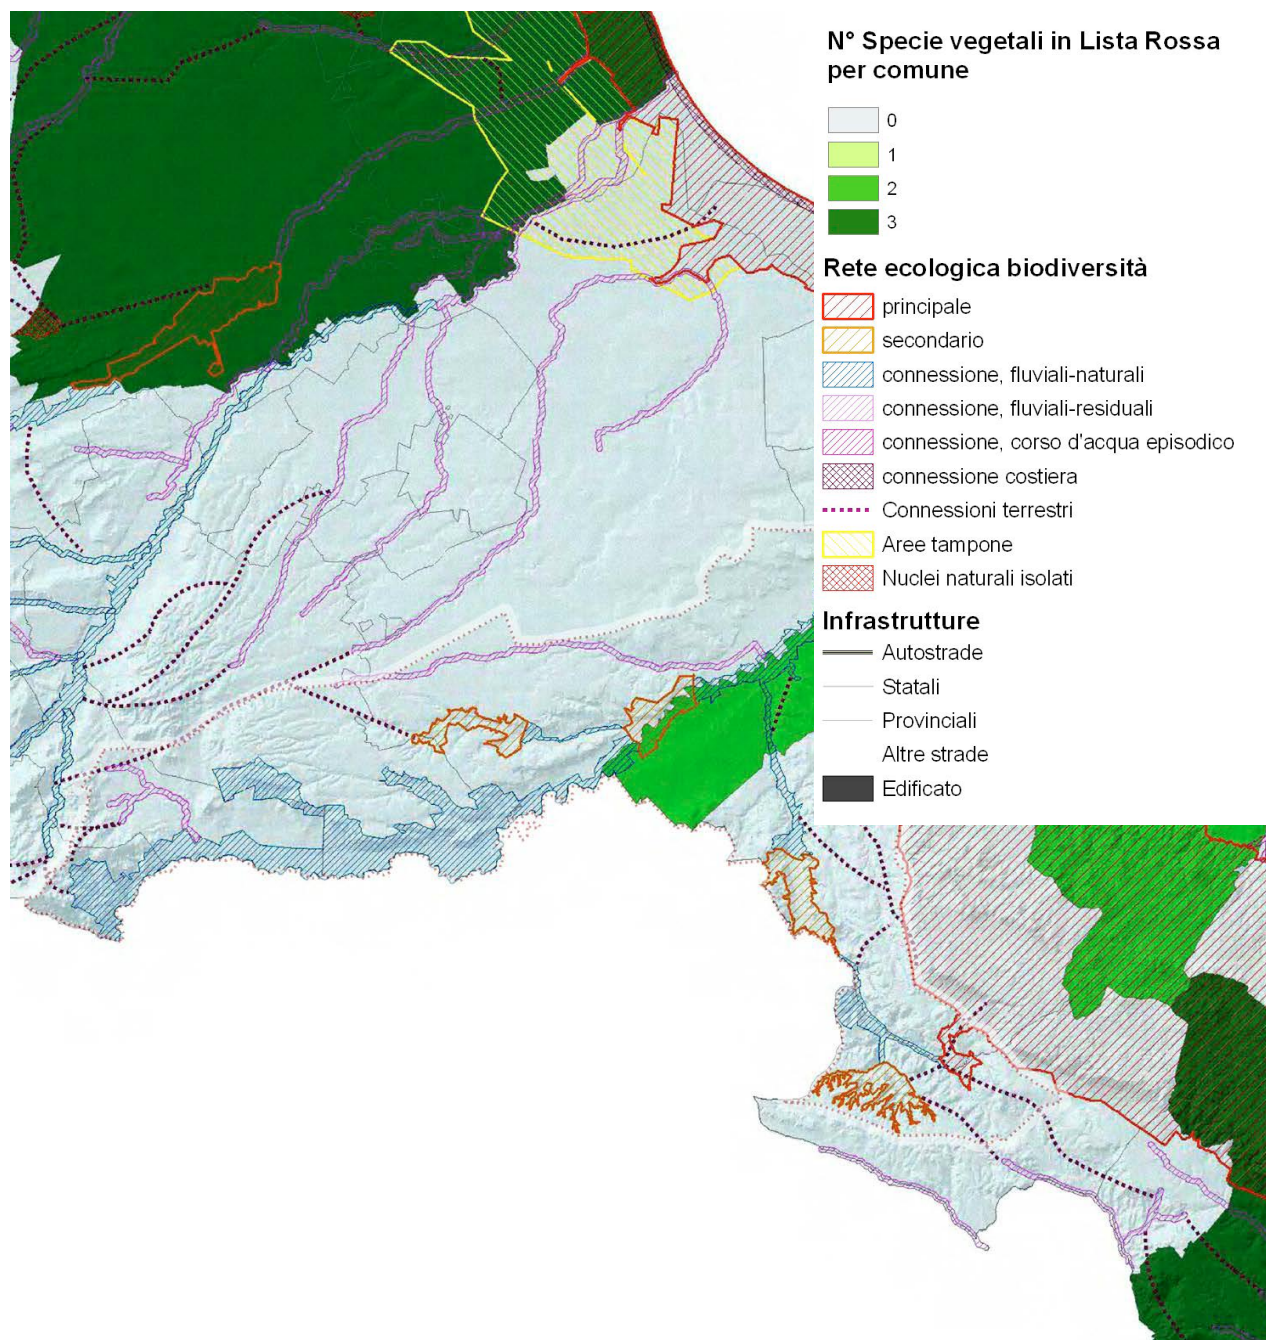 N° Specie vegetali in Lista Rossa
per comune
0
1
2
3
Rete ecologica biodiversità
principale
secondario
connessione, fluviali-naturali
connessione, fluviali-residuali
connessione, corso d'acqua episodico
connessione costiera
Connessioni terrestri
Aree tampone
Nuclei naturali isolati
Infrastrutture
Autostrade
Statali
Provinciali
Altre strade
Edificato